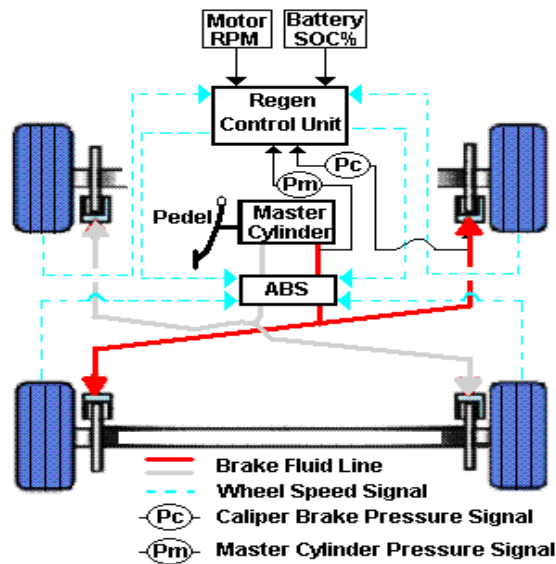 Motor
RPM
Battery
SOC%
Regen
Control Unit
Pc
Pm
Pedel
Master
Cylinder
ABS
Brake Fluid Line
Wheel Speed Signal
Pc Caliper Brake Pressure Signal
Pm Master Cylinder Pressure Signal